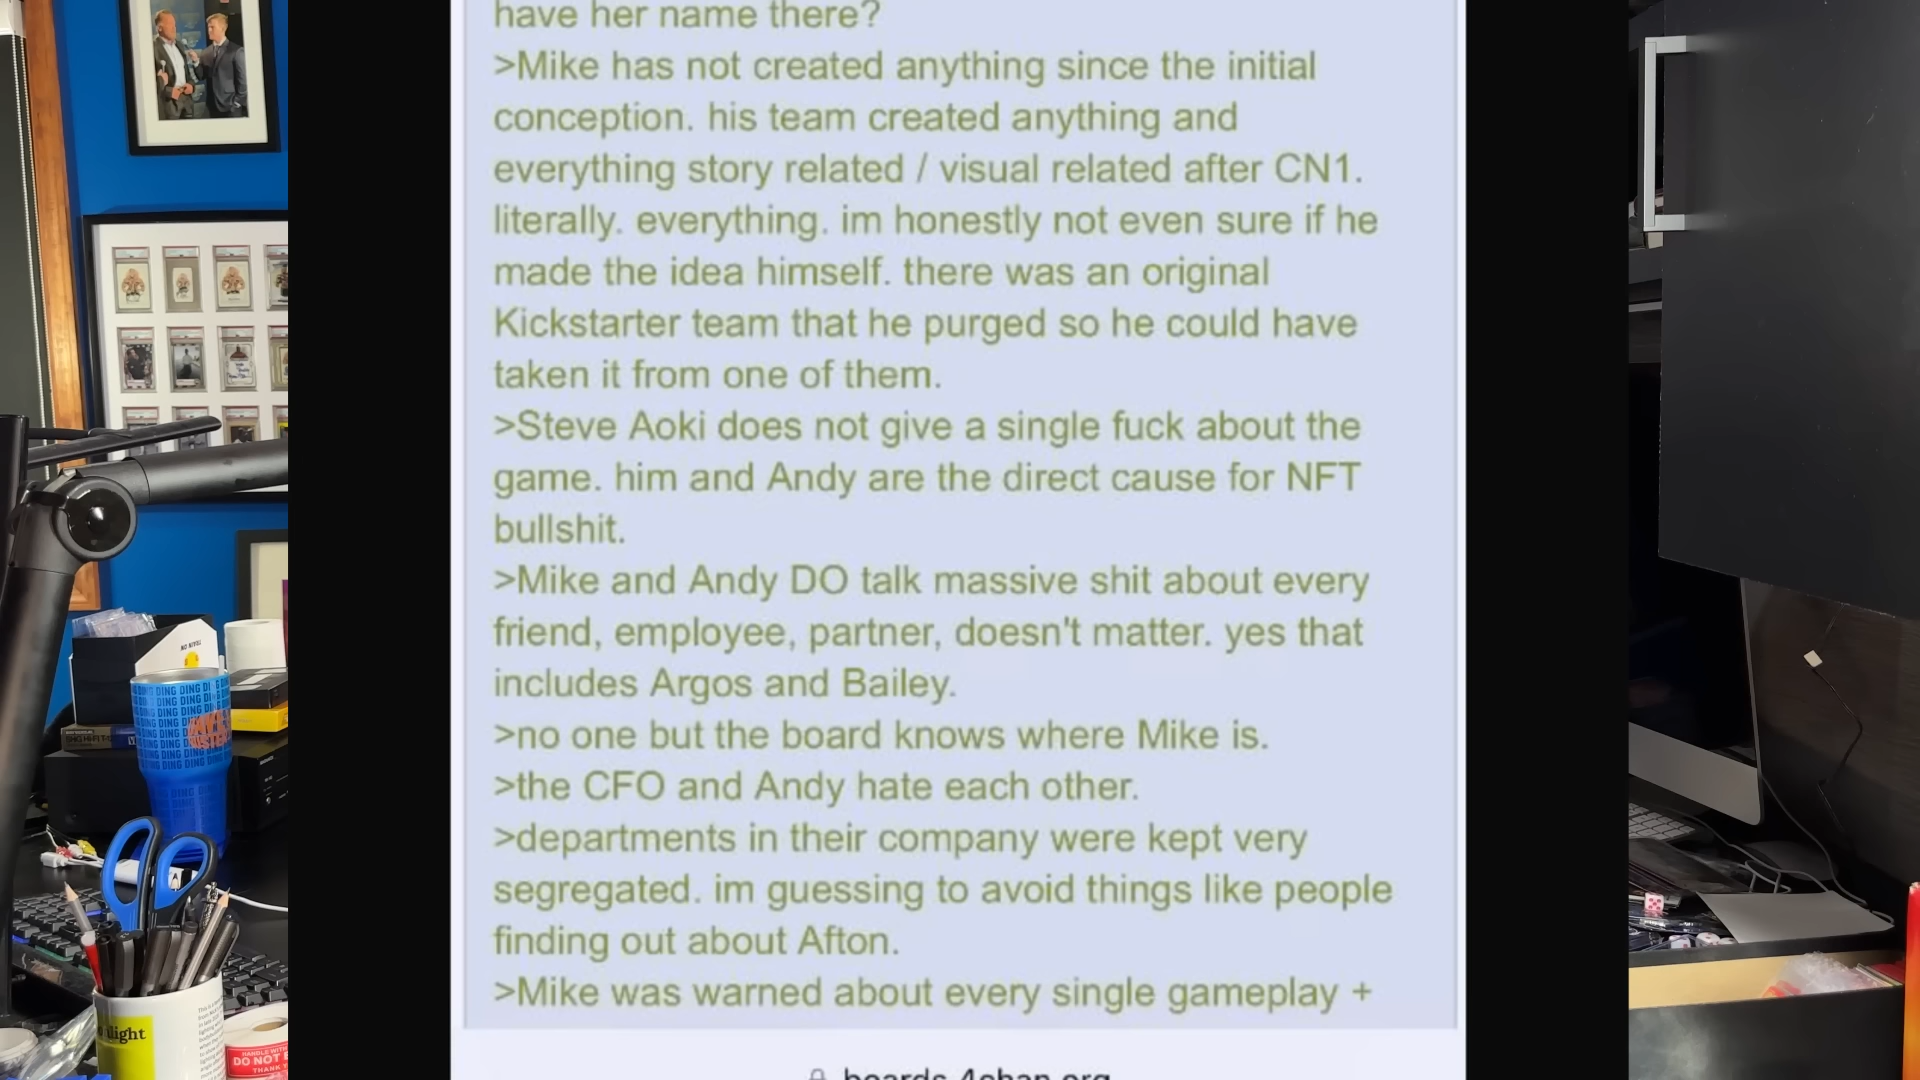 have her name there?
>Mike has not created anything since the initial
conception. his team created anything and
everything story related / visual related after CN1.
literally. everything. im honestly not even sure if he
made the idea himself. there was an original
Kickstarter team that he purged so he could have
taken it from one of them.
>Steve Aoki does not give a single fuck about the
game. him and Andy are the direct cause for NFT
bullshit.
>Mike and Andy DO talk massive shit about every
friend, employee, partner, doesn't matter. yes that
includes Argos and Bailey.
>no one but the board knows where Mike is.
>the CFO and Andy hate each other.
>departments in their company were kept very
segregated. im guessing to avoid things like people
finding out about Afton.
>Mike was warned about every single gameplay +
boards.4chan.org
DING DING DING DI
light
HANDLE WITH
DO NOT
THANK